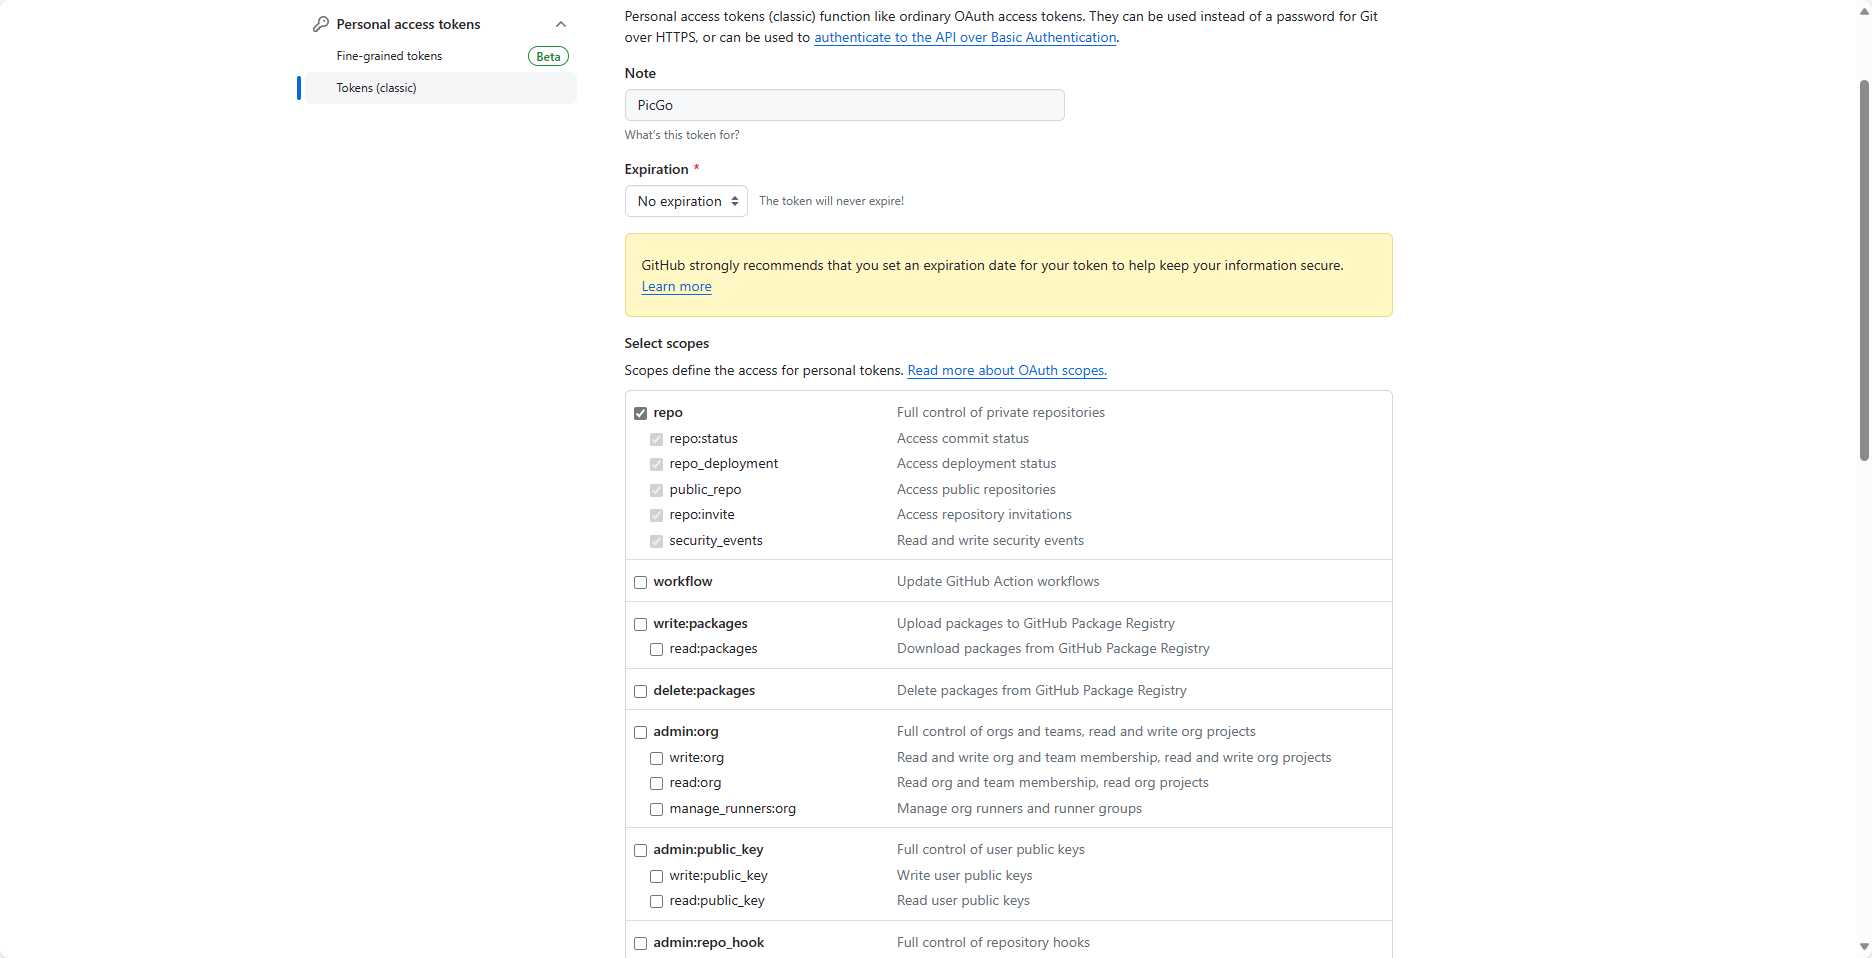 Personal access tokens
Fine-grained tokens Beta
Tokens (classic)
Personal access tokens (classic) function like ordinary OAuth access tokens. They can be used instead of a password for Git
over HTTPS, or can be used to authenticate to the API over Basic Authentication.
Note
PicGo
What's this token for?
Expiration *
No expiration The token will never expire!
GitHub strongly recommends that you set an expiration date for your token to help keep your information secure.
Learn more
Select scopes
Scopes define the access for personal tokens. Read more about OAuth scopes.
repo Full control of private repositories
repo:status Access commit status
repo_deployment Access deployment status
public_repo Access public repositories
repo:invite Access repository invitations
security_events Read and write security events
workflow Update GitHub Action workflows
write:packages Upload packages to GitHub Package Registry
read:packages Download packages from GitHub Package Registry
delete:packages Delete packages from GitHub Package Registry
admin:org Full control of orgs and teams, read and write org projects
write:org Read and write org and team membership, read and write org projects
read:org Read org and team membership, read org projects
manage_runners:org Manage org runners and runner groups
admin:public_key Full control of user public keys
write:public_key Write user public keys
read:public_key Read user public keys
admin:repo_hook Full control of repository hooks